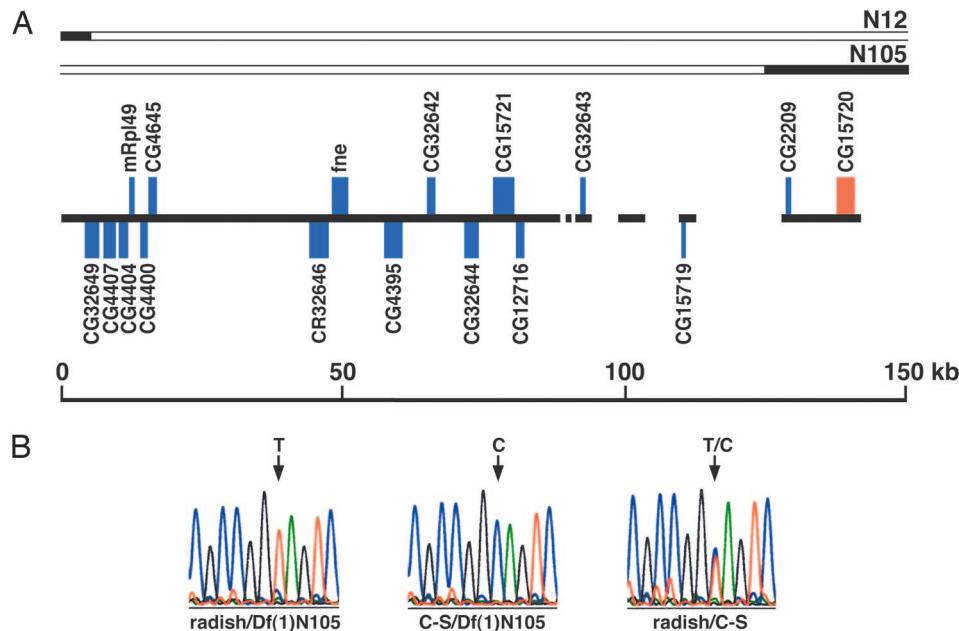 A
N12
N105
mRpl49
CG4645
fne
CG32642
CG15721
CG32643
CG2209
CG15720
CG32649
CG4407
CG4404
CG4400
CR32646
CG4395
CG32644
CG12716
CG15719
0 50 100 150 kb
B
T C T/C
radish/Df(1)N105 C-S/Df(1)N105 radish/C-S